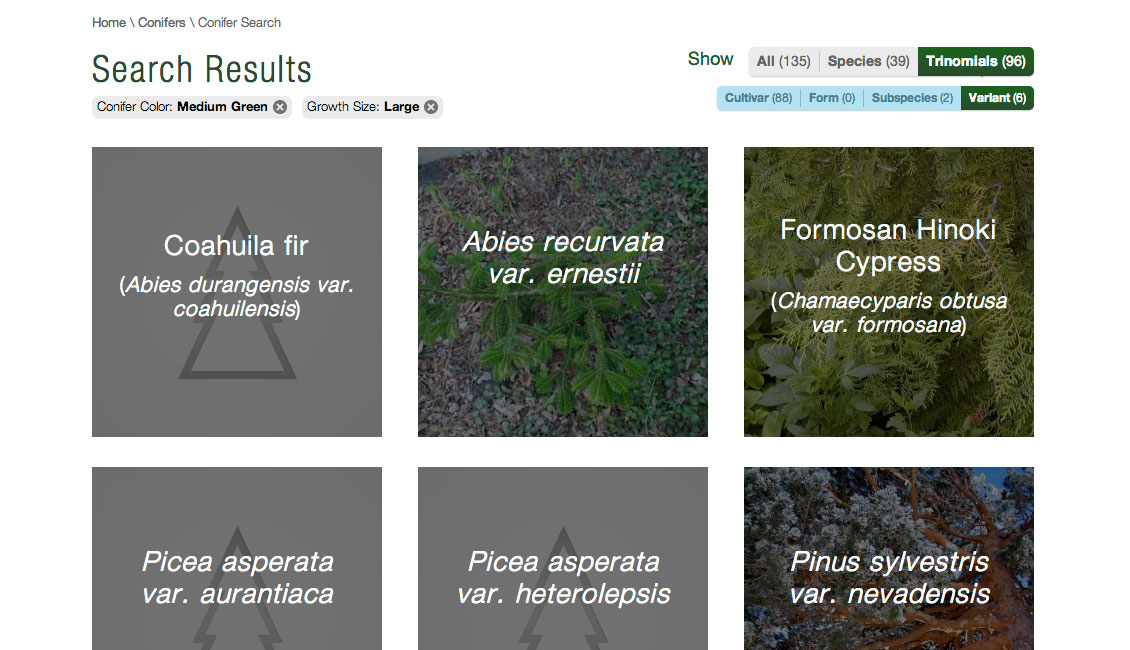 Home \ Conifers \ Conifer Search
Search Results
Show All (135) Species (39) Trinomials (96)
Conifer Color: Medium Green Growth Size: Large
Cultivar (88) Form (0) Subspecies (2) Variant (6)
Coahuila fir
(Abies durangensis var.
coahuilensis)
Abies recurvata
var. ernestii
Formosan Hinoki
Cypress
(Chamaecyparis obtusa
var. formosana)
Picea asperata
var. aurantiaca
Picea asperata
var. heterolepsis
Pinus sylvestris
var. nevadensis